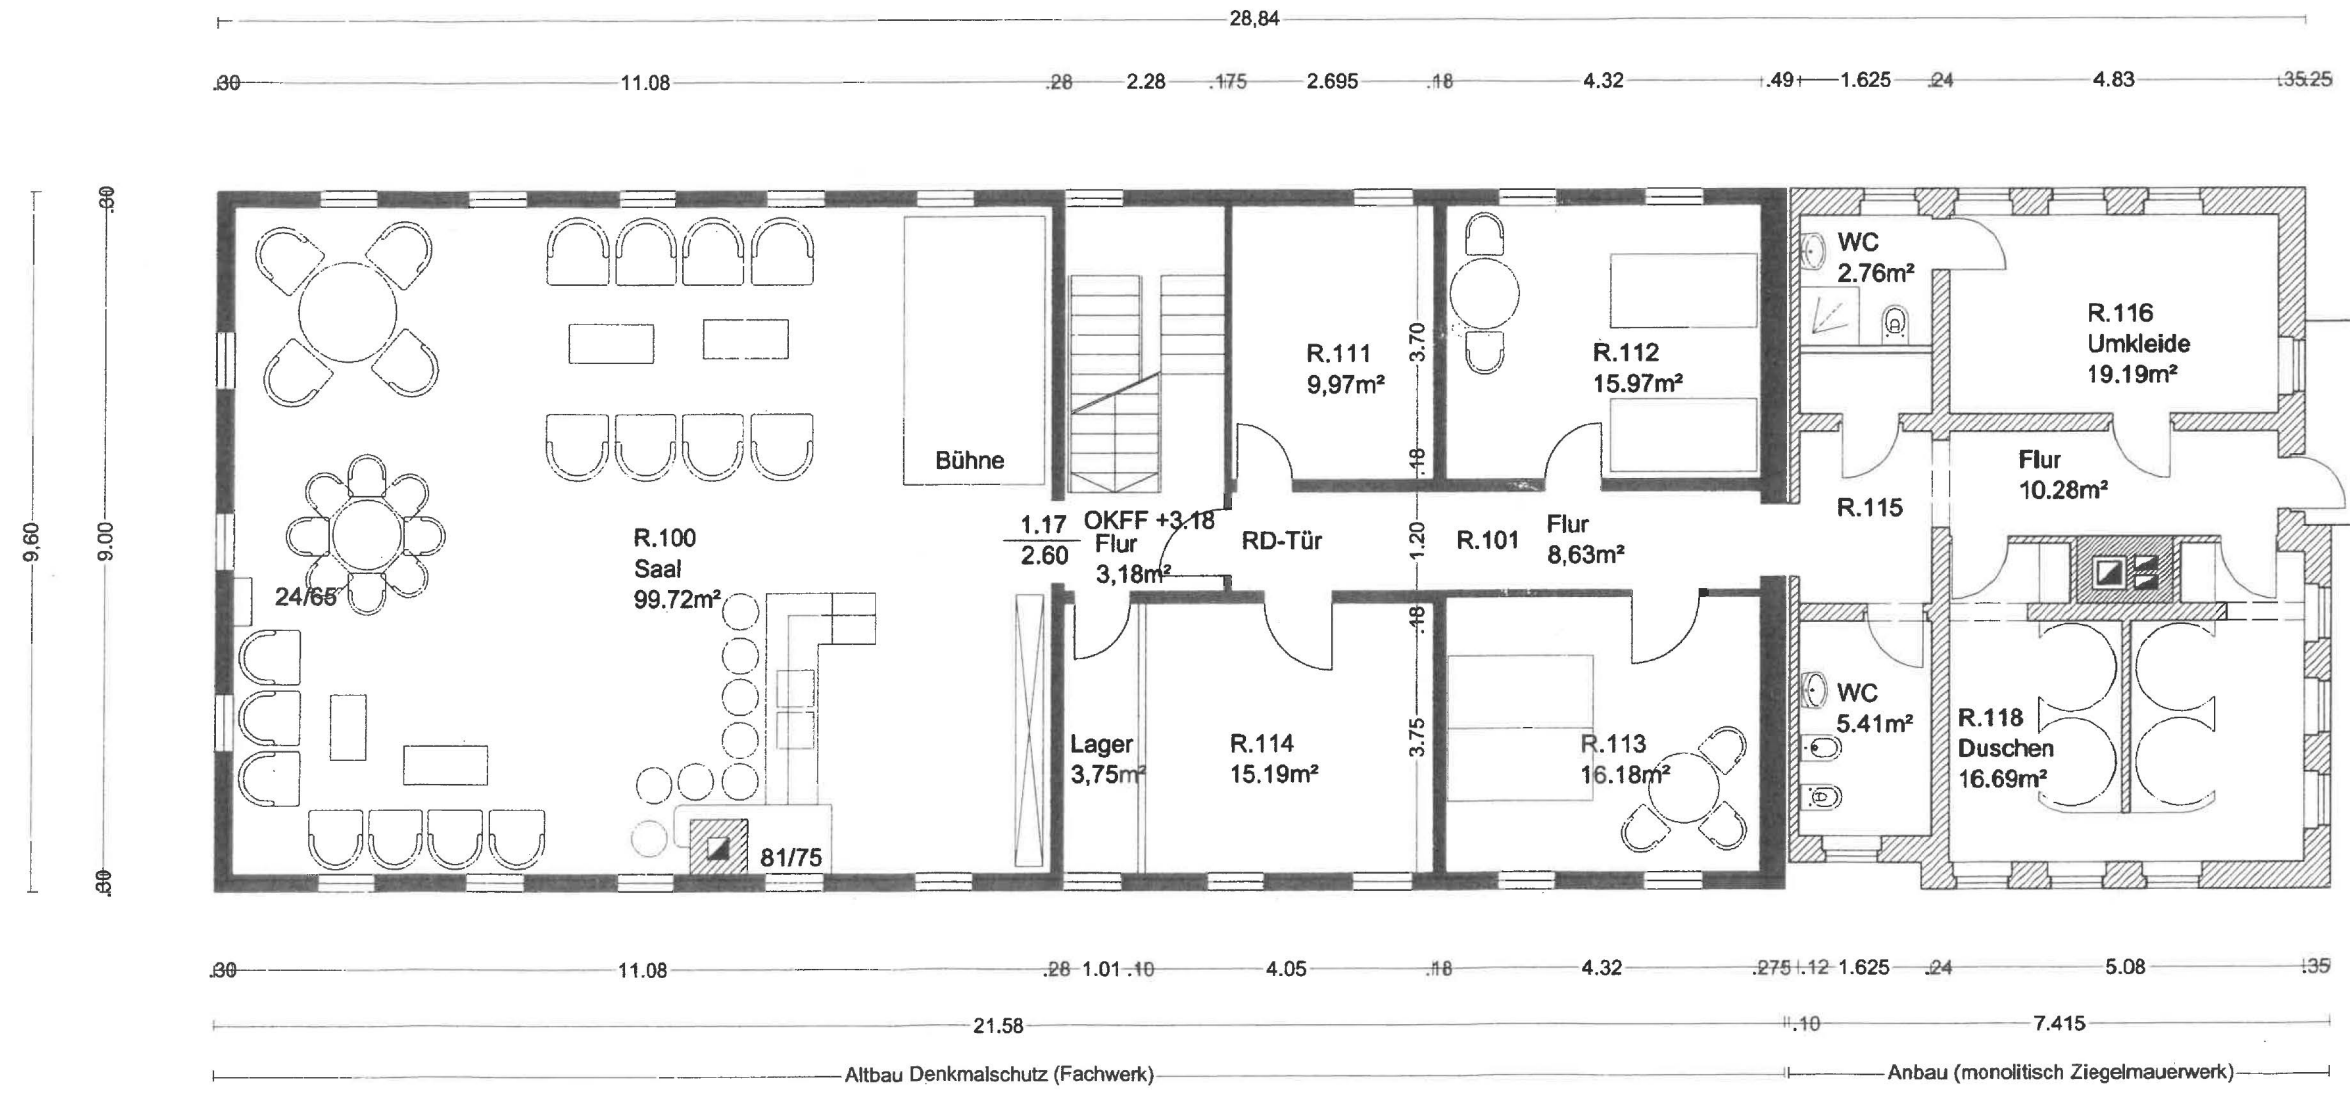 28,84
.30 11.08 .28 2.28 .175 2.695 .18 4.32 .49 1.625 .24 4.83 .35 .25
.30
9,60
9.00
.30
WC
2.76m²
R.116
Umkleide
19.19m²
R.111
9,97m²
3.70
R.112
15.97m²
.18
Bühne
Flur
10.28m²
R.115
R.100
Saal
99.72m²
1.17
2.60
OKFF +3.18
Flur
3,18m²
RD-Tür
1.20
R.101
Flur
8,63m²
24/65
.18
WC
5.41m²
R.118
Duschen
16.69m²
Lager
3,75m²
R.114
15.19m²
3.75
R.113
16.18m²
81/75
.30 11.08 .28 1.01 .10 4.05 .18 4.32 .275 .12 1.625 .24 5.08 .35
21.58 .10 7.415
Altbau Denkmalschutz (Fachwerk) Anbau (monolitisch Ziegelmauerwerk)